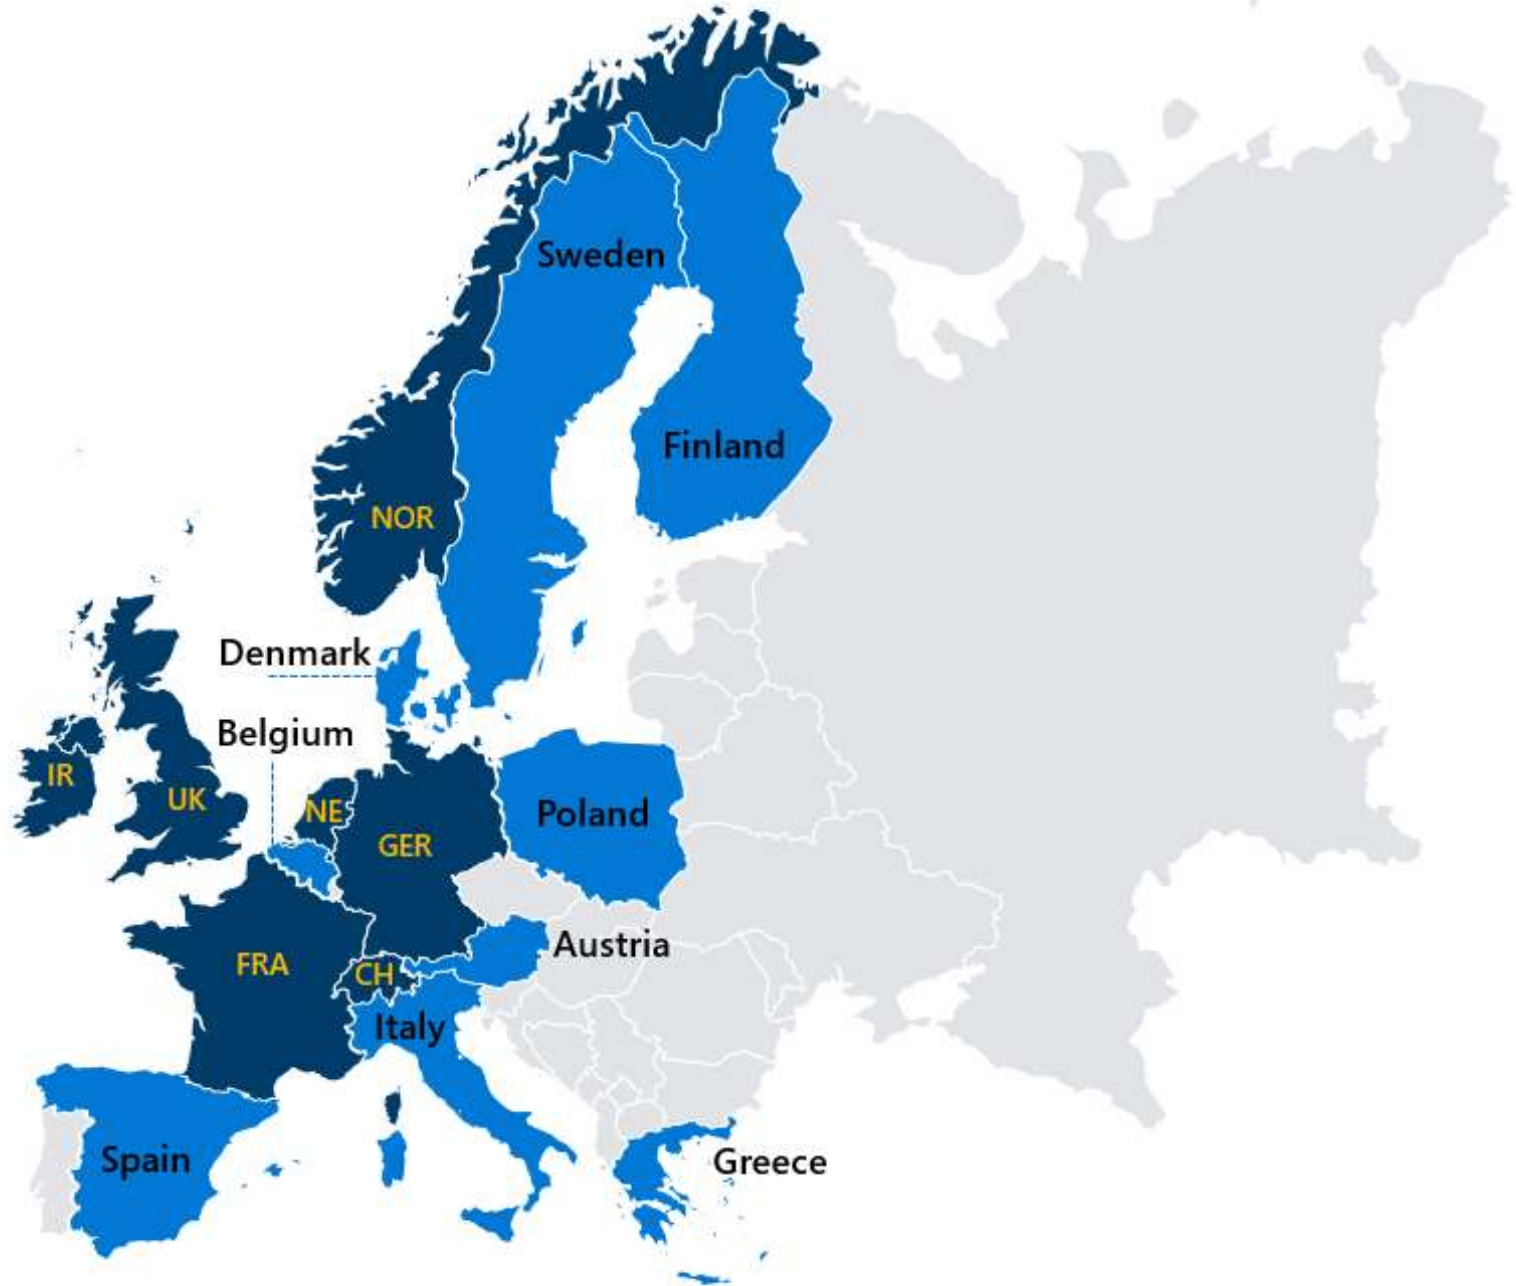 Sweden
Finland
NOR
Denmark
Belgium
IR
UK
NE
Poland
GER
Austria
FRA
CH
Italy
Spain
Greece